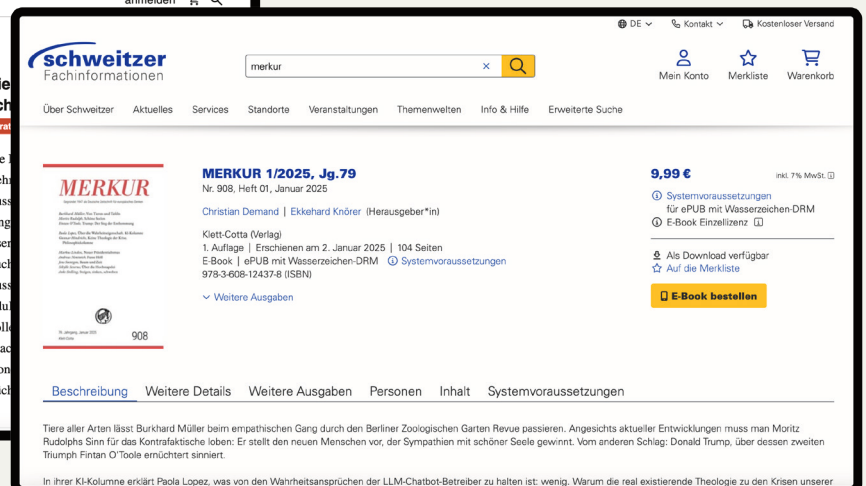 anmelden
DE
Kontakt
Kostenloser Versand
schweitzer
Fachinformationen
merkur
Mein Konto
Merkliste
Warenkorb
Über Schweitzer Aktuelles Services Standorte Veranstaltungen Themenwelten Info & Hilfe Erweiterte Suche
MERKUR
908
MERKUR 1/2025, Jg.79
Nr. 908, Heft 01, Januar 2025
Christian Demand | Ekkehard Knörer (Herausgeber*in)
Klett-Cotta (Verlag)
1. Auflage | Erschienen am 2. Januar 2025 | 104 Seiten
E-Book | ePUB mit Wasserzeichen-DRM Systemvoraussetzungen
978-3-608-12437-8 (ISBN)
Weitere Ausgaben
9,99 €
inkl. 7% MwSt.
Systemvoraussetzungen
für ePUB mit Wasserzeichen-DRM
E-Book Einzellizenz
Als Download verfügbar
Auf die Merkliste
E-Book bestellen
Beschreibung Weitere Details Weitere Ausgaben Personen Inhalt Systemvoraussetzungen
Tiere aller Arten lässt Burkhard Müller beim empathischen Gang durch den Berliner Zoologischen Garten Revue passieren. Angesichts aktueller Entwicklungen muss man Moritz
Rudolphs Sinn für das Kontrafaktische loben: Er stellt den neuen Menschen vor, der Sympathien mit schöner Seele gewinnt. Vom anderen Schlag: Donald Trump, über dessen zweiten
Triumph Fintan O'Toole ernüchtert sinniert.
In ihrer KI-Kolumne erklärt Paola Lopez, was von den Wahrheitsansprüchen der LLM-Chatbot-Betreiber zu halten ist: wenig. Warum die real existierende Theologie zu den Krisen unserer